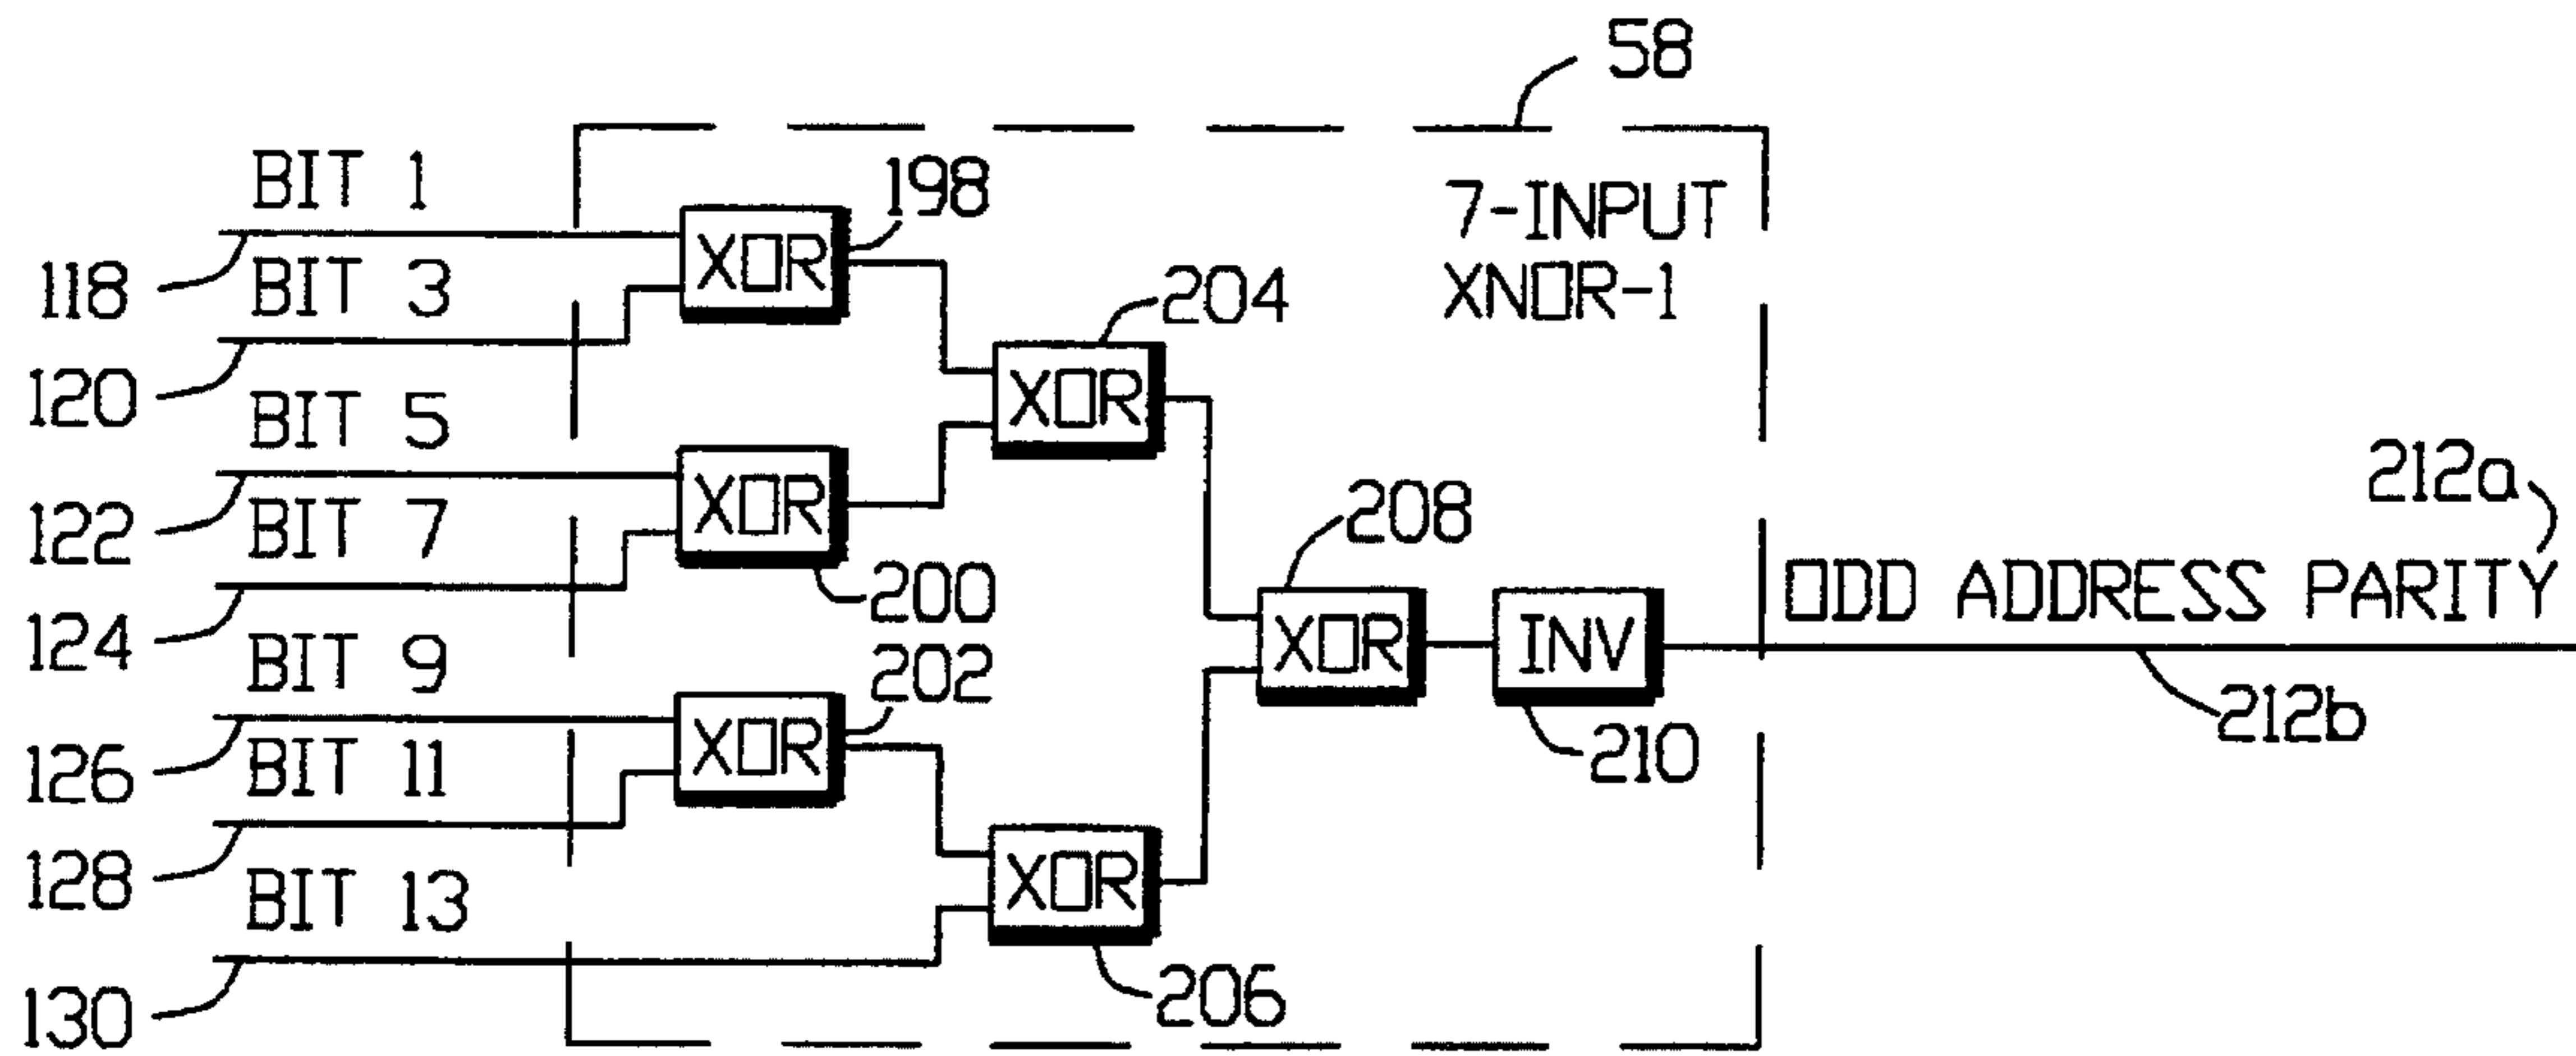 58
BIT 1
198
7-INPUT
XNOR-1
XOR
118
BIT 3
204
120
XOR
BIT 5
212a
122
BIT 7
XOR
208
200
ODD ADDRESS PARITY
124
BIT 9
202
XOR
INV
212b
126
BIT 11
XOR
210
128
BIT 13
XOR
130
206